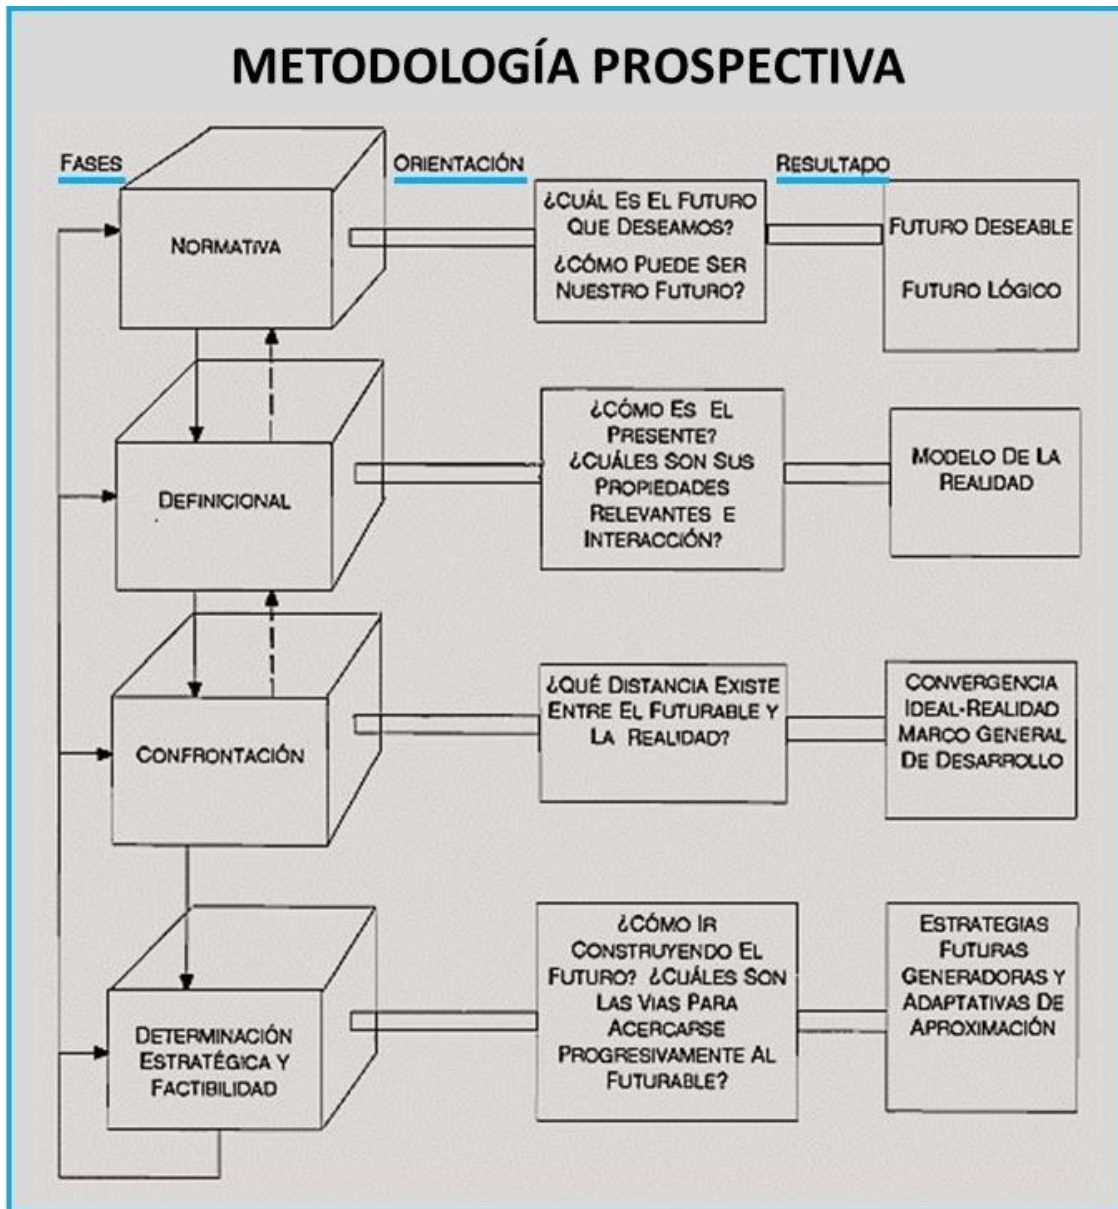 METODOLOGÍA PROSPECTIVA
FASES
ORIENTACIÓN
RESULTADO
NORMATIVA
¿CUÁL ES EL FUTURO
QUE DESEAMOS?
¿CÓMO PUEDE SER
NUESTRO FUTURO?
FUTURO DESEABLE
FUTURO LÓGICO
DEFINICIONAL
¿CÓMO ES EL
PRESENTE?
¿CUÁLES SON SUS
PROPIEDADES
RELEVANTES E
INTERACCIÓN?
MODELO DE LA
REALIDAD
CONFRONTACIÓN
¿QUÉ DISTANCIA EXISTE
ENTRE EL FUTURABLE Y
LA REALIDAD?
CONVERGENCIA
IDEAL-REALIDAD
MARCO GENERAL
DE DESARROLLO
DETERMINACIÓN
ESTRATÉGICA Y
FACTIBILIDAD
¿CÓMO IR
CONSTRUYENDO EL
FUTURO? ¿CUÁLES SON
LAS VIAS PARA
ACERCARSE
PROGRESIVAMENTE AL
FUTURABLE?
ESTRATEGIAS
FUTURAS
GENERADORAS Y
ADAPTATIVAS DE
APROXIMACIÓN